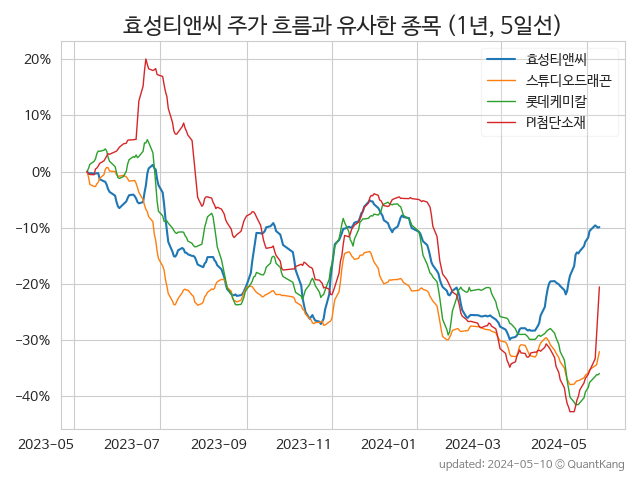 효성티앤씨 주가 흐름과 유사한 종목 (1년, 5일선)
효성티앤씨
스튜디오드래곤
롯데케미칼
PI첨단소재
20%
10%
0%
−10%
−20%
−30%
−40%
2023-05 2023-07 2023-09 2023-11 2024-01 2024-03 2024-05
updated: 2024-05-10 © QuantKang